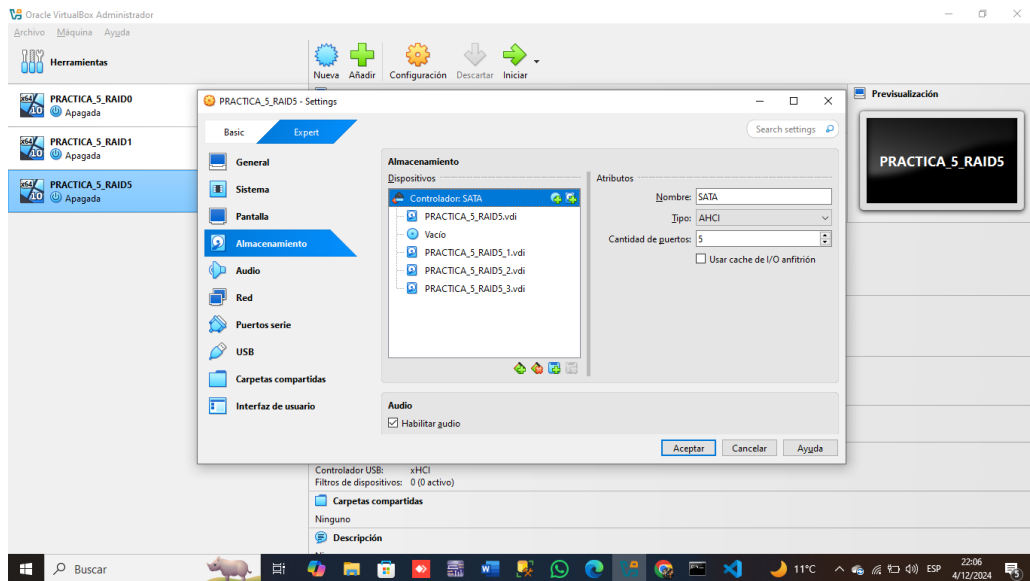 Oracle VirtualBox Administrador
Archivo Máquina Ayuda
Herramientas
Nueva Añadir Configuración Descartar Iniciar
PRACTICA_5_RAID0
Apagada
PRACTICA_5_RAID1
Apagada
PRACTICA_5_RAID5
Apagada
Previsualización
PRACTICA_5_RAID5
PRACTICA_5_RAID5 - Settings
Basic Expert
Search settings
General
Sistema
Pantalla
Almacenamiento
Audio
Red
Puertos serie
USB
Carpetas compartidas
Interfaz de usuario
Almacenamiento
Dispositivos
Controlador: SATA
PRACTICA_5_RAID5.vdi
Vacío
PRACTICA_5_RAID5_1.vdi
PRACTICA_5_RAID5_2.vdi
PRACTICA_5_RAID5_3.vdi
Atributos
Nombre: SATA
Tipo: AHCI
Cantidad de puertos: 5
Usar cache de I/O anfitrión
Audio
Habilitar audio
Aceptar Cancelar Ayuda
Controlador USB: xHCI
Filtros de dispositivos: 0 (0 activo)
Carpetas compartidas
Ninguno
Descripción
Buscar
11°C
ESP
22:06
4/12/2024